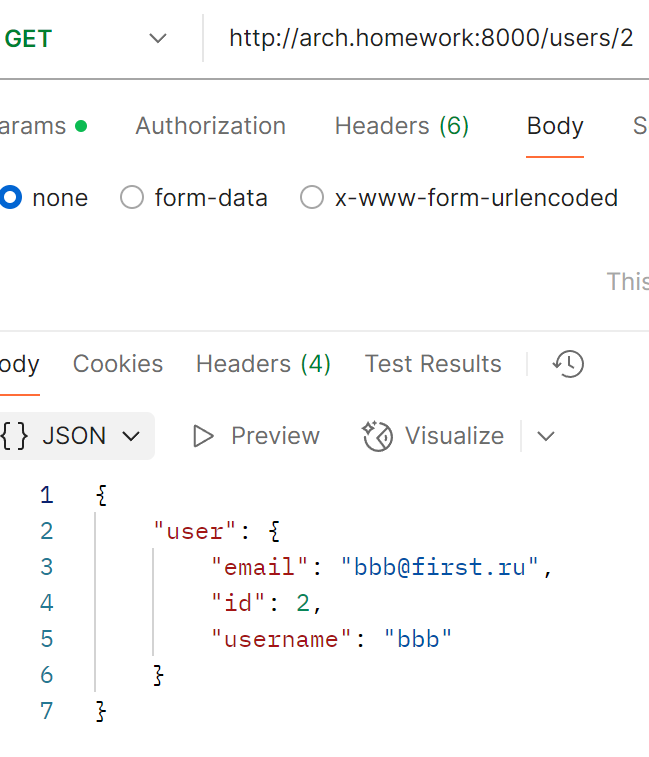 GET http://arch.homework:8000/users/2
arams Authorization Headers (6) Body S
none form-data x-www-form-urlencoded
This
ody Cookies Headers (4) Test Results
{ } JSON Preview Visualize
1 {
2 "user": {
3 "email": "bbb@first.ru",
4 "id": 2,
5 "username": "bbb"
6 }
7 }